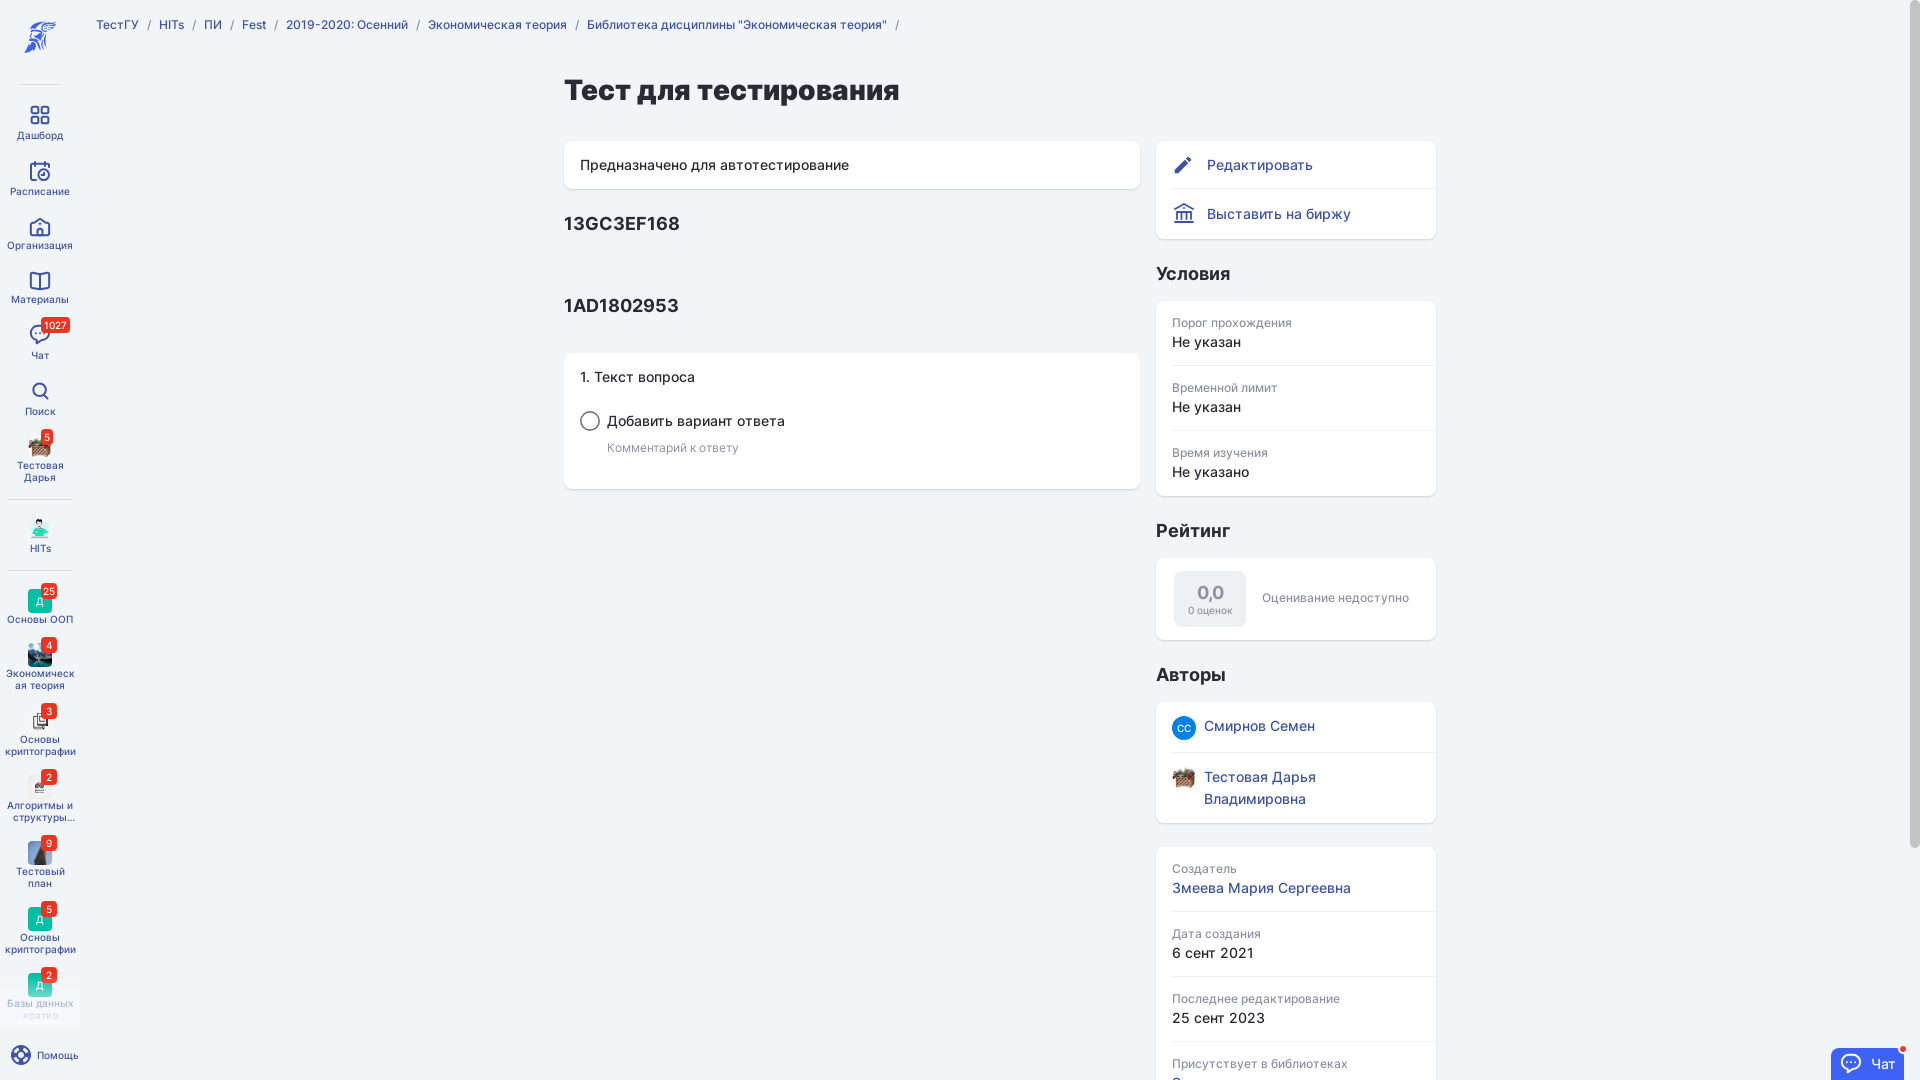 ТестГУ / HITs / ПИ / Fest / 2019-2020: Осенний / Экономическая теория / Библиотека дисциплины "Экономическая теория" /
Дашборд
Расписание
Организация
Материалы
1027
Чат
Поиск
5
Тестовая
Дарья
HITs
25
Д
Основы ООП
4
Экономическ
ая теория
3
Основы
криптографии
2
Алгоритмы и
структуры...
9
Тестовый
план
5
Д
Основы
криптографии
2
Д
Базы данных
кратко
Помощь
Тест для тестирования
Предназначено для автотестирование
13GC3EF168
1AD1802953
1. Текст вопроса
Добавить вариант ответа
Комментарий к ответу
Редактировать
Выставить на биржу
Условия
Порог прохождения
Не указан
Временной лимит
Не указан
Время изучения
Не указано
Рейтинг
0,0
0 оценок
Оценивание недоступно
Авторы
СС
Смирнов Семен
Тестовая Дарья
Владимировна
Создатель
Змеева Мария Сергеевна
Дата создания
6 сент 2021
Последнее редактирование
25 сент 2023
Присутствует в библиотеках
Чат